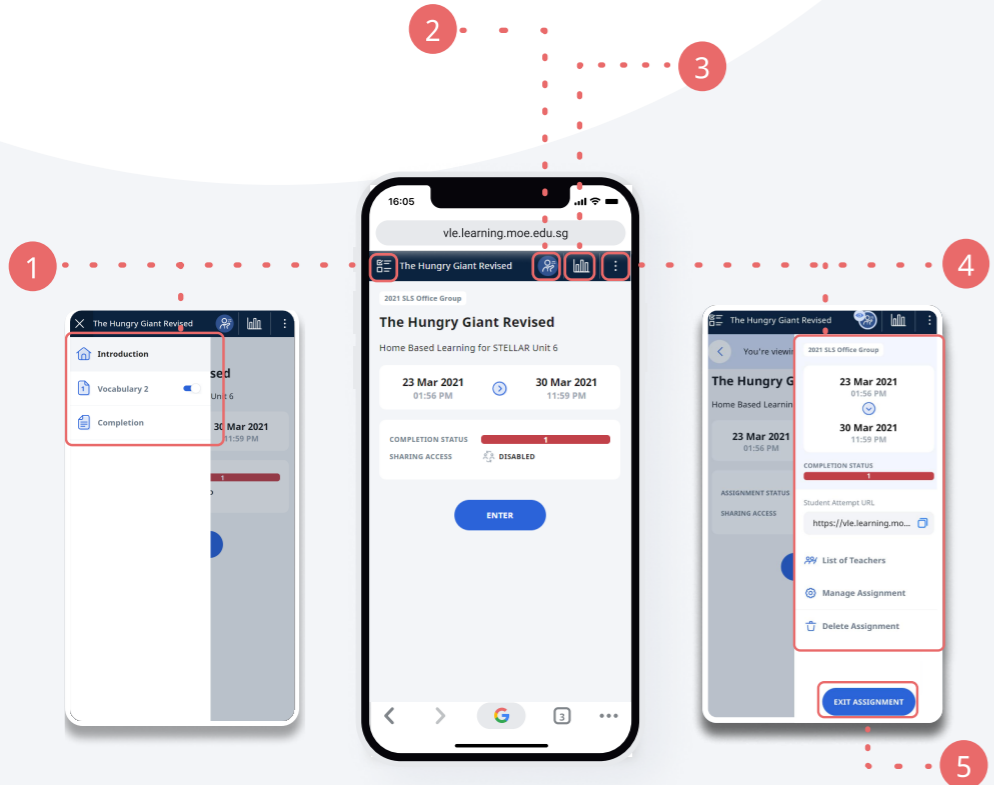 2
3
1
4
16:05
vle.learning.moe.edu.sg
The Hungry Giant Revised
2021 SLS Office Group
The Hungry Giant Revised
Home Based Learning for STELLAR Unit 6
23 Mar 2021
01:56 PM
30 Mar 2021
11:59 PM
COMPLETION STATUS
1
SHARING ACCESS
DISABLED
ENTER
3
The Hungry Giant Revised
Introduction
1
Vocabulary 2
Completion
sed
Unit 6
30 Mar 2021
11:59 PM
1
The Hungry Giant Revised
You're viewin
The Hungry G
Home Based Learnin
23 Mar 2021
01:56 PM
ASSIGNMENT STATUS
SHARING ACCESS
2021 SLS Office Group
23 Mar 2021
01:56 PM
30 Mar 2021
11:59 PM
COMPLETION STATUS
1
Student Attempt URL
https://vle.learning.mo...
List of Teachers
Manage Assignment
Delete Assignment
EXIT ASSIGNMENT
5